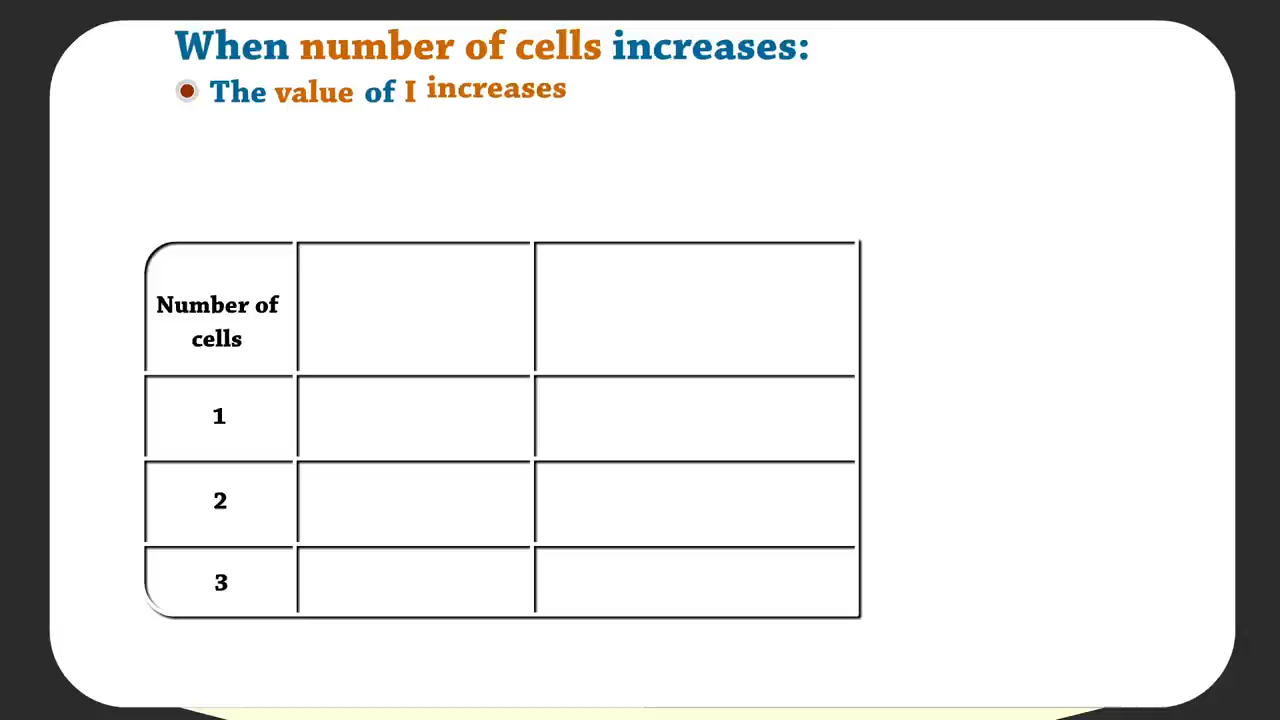 When number of cells increases:
The value of I increases
Number of
cells
1
2
3